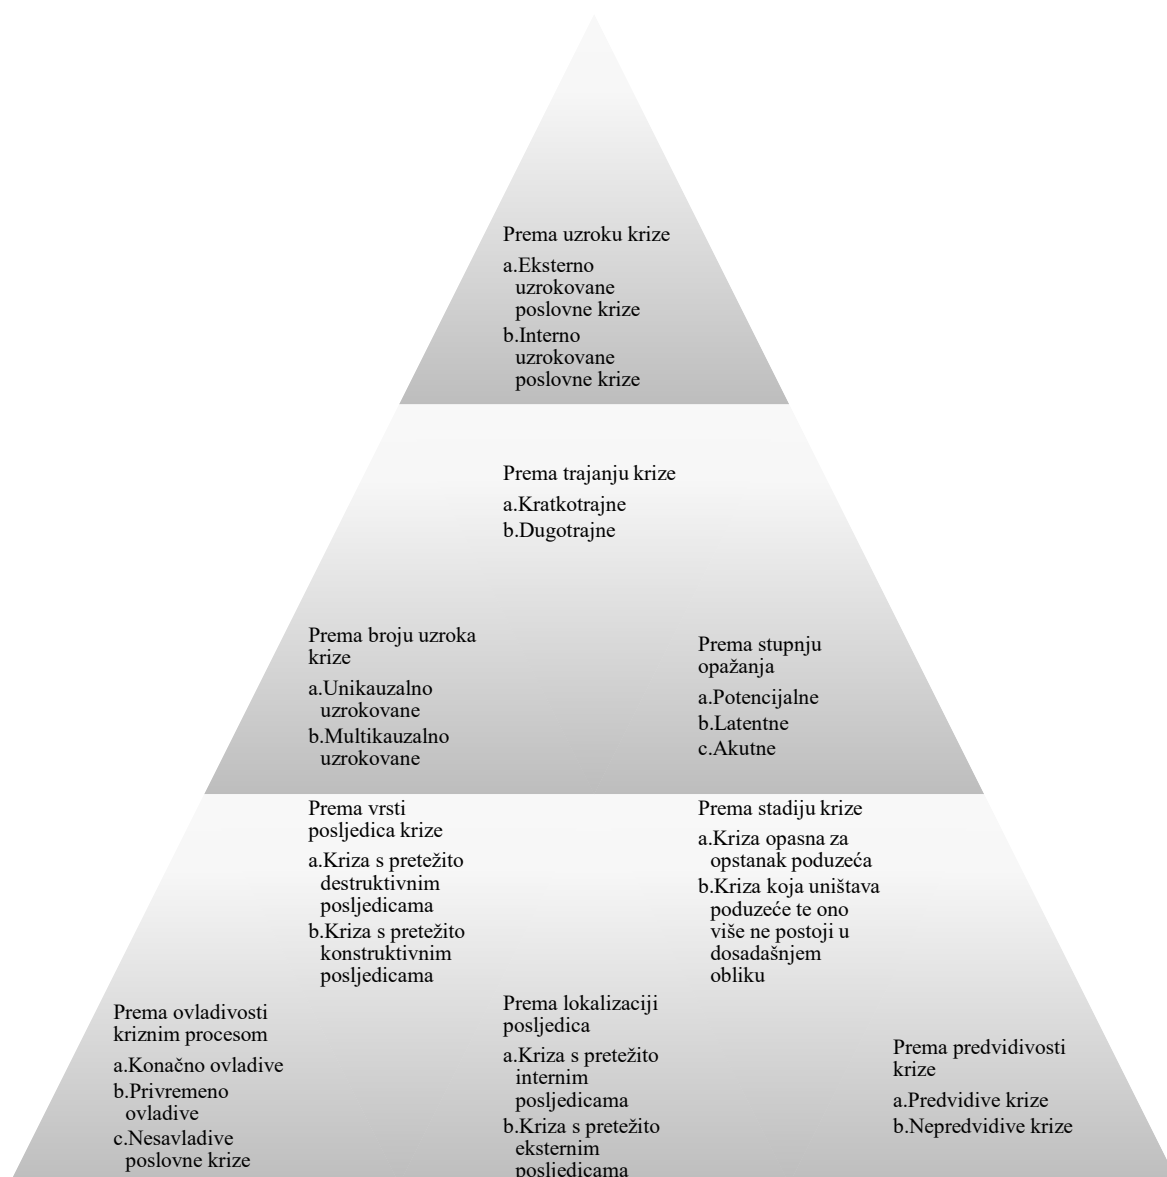 Prema uzroku krize
a.Eksterno
uzrokovane
poslovne krize
b.Interno
uzrokovane
poslovne krize
Prema trajanju krize
a.Kratkotrajne
b.Dugotrajne
Prema broju uzroka
krize
a.Unikauzalno
uzrokovane
b.Multikauzalno
uzrokovane
Prema stupnju
opažanja
a.Potencijalne
b.Latentne
c.Akutne
Prema vrsti
posljedica krize
a.Kriza s pretežito
destruktivnim
posljedicama
b.Kriza s pretežito
konstruktivnim
posljedicama
Prema stadiju krize
a.Kriza opasna za
opstanak poduzeća
b.Kriza koja uništava
poduzeće te ono
više ne postoji u
dosadašnjem
obliku
Prema ovladivosti
kriznim procesom
a.Konačno ovladive
b.Privremeno
ovladive
c.Nesavladive
poslovne krize
Prema lokalizaciji
posljedica
a.Kriza s pretežito
internim
posljedicama
b.Kriza s pretežito
eksternim
posljedicama
Prema predvidivosti
krize
a.Predvidive krize
b.Nepredvidive krize